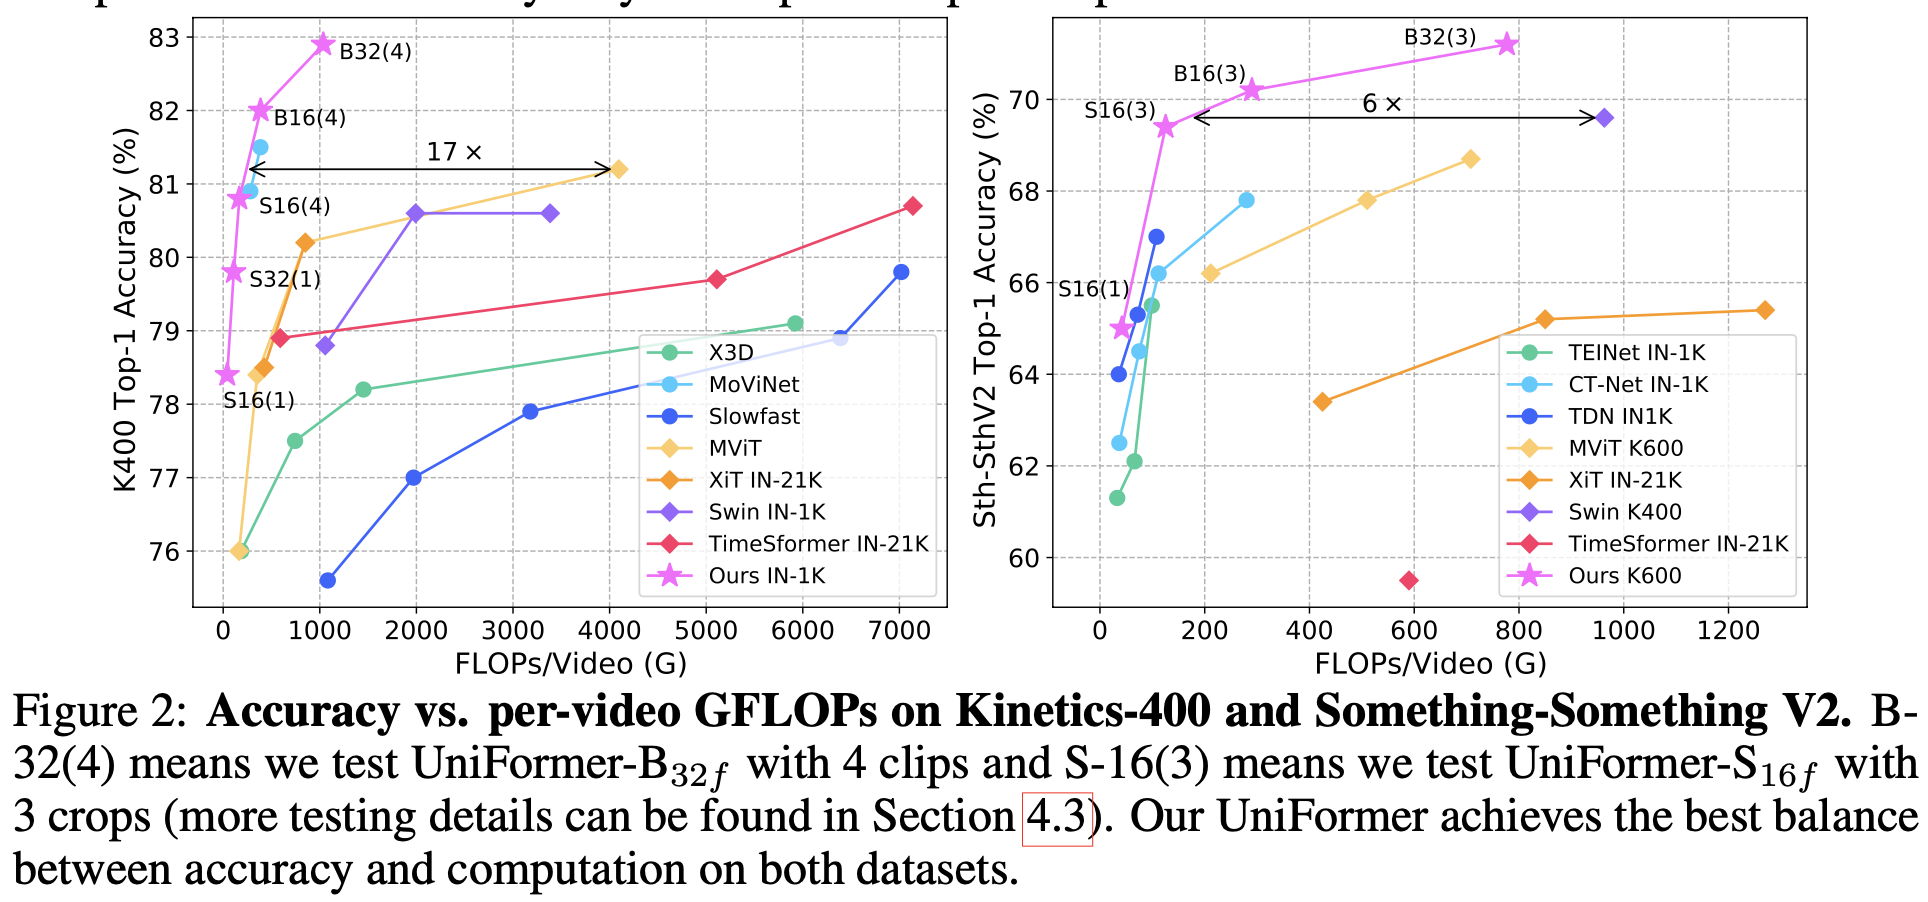 83
82
81
80
79
78
77
76
K400 Top-1 Accuracy (%)
B32(4)
B16(4)
17 ×
S16(4)
S32(1)
S16(1)
X3D
MoViNet
Slowfast
MViT
XiT IN-21K
Swin IN-1K
TimeSformer IN-21K
Ours IN-1K
0 1000 2000 3000 4000 5000 6000 7000
FLOPs/Video (G)
70
68
66
64
62
60
Sth-SthV2 Top-1 Accuracy (%)
B32(3)
B16(3)
S16(3)
6 ×
S16(1)
TEINet IN-1K
CT-Net IN-1K
TDN IN1K
MViT K600
XiT IN-21K
Swin K400
TimeSformer IN-21K
Ours K600
0 200 400 600 800 1000 1200
FLOPs/Video (G)
Figure 2: Accuracy vs. per-video GFLOPs on Kinetics-400 and Something-Something V2. B-
32(4) means we test UniFormer-B32f with 4 clips and S-16(3) means we test UniFormer-S16f with
3 crops (more testing details can be found in Section 4.3). Our UniFormer achieves the best balance
between accuracy and computation on both datasets.